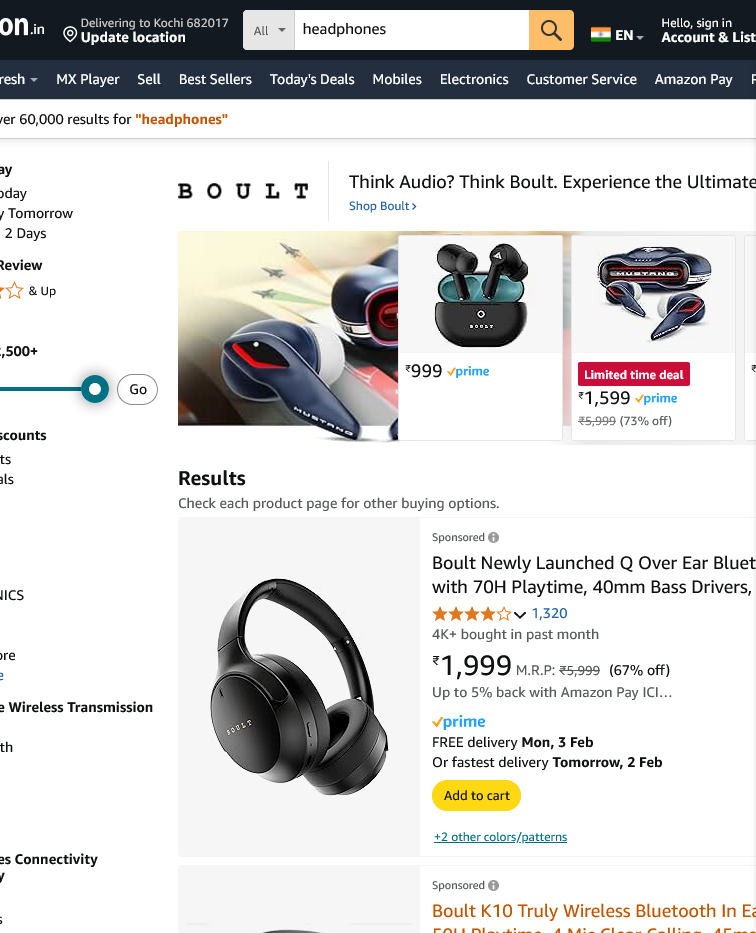 on.in
Delivering to Kochi 682017
Update location
All
headphones
EN
Hello, sign in
Account & List
resh
MX Player
Sell
Best Sellers
Today's Deals
Mobiles
Electronics
Customer Service
Amazon Pay
ver 60,000 results for "headphones"
ay
oday
y Tomorrow
2 Days
Review
& Up
,500+
Go
scounts
ts
als
NICS
ore
e
e Wireless Transmission
th
es Connectivity
y
s
BOULT
Think Audio? Think Boult. Experience the Ultimate
Shop Boult
MUSTANG
BOULT
₹999 prime
MUSTANG
Limited time deal
₹1,599 prime
₹5,999 (73% off)
Results
Check each product page for other buying options.
BOULT
Sponsored
Boult Newly Launched Q Over Ear Bluet
with 70H Playtime, 40mm Bass Drivers,
1,320
4K+ bought in past month
₹1,999 M.R.P: ₹5,999 (67% off)
Up to 5% back with Amazon Pay ICI…
prime
FREE delivery Mon, 3 Feb
Or fastest delivery Tomorrow, 2 Feb
Add to cart
+2 other colors/patterns
Sponsored
Boult K10 Truly Wireless Bluetooth In Ea
50H Playtime, 4 Mic Clear Calling, 45ms